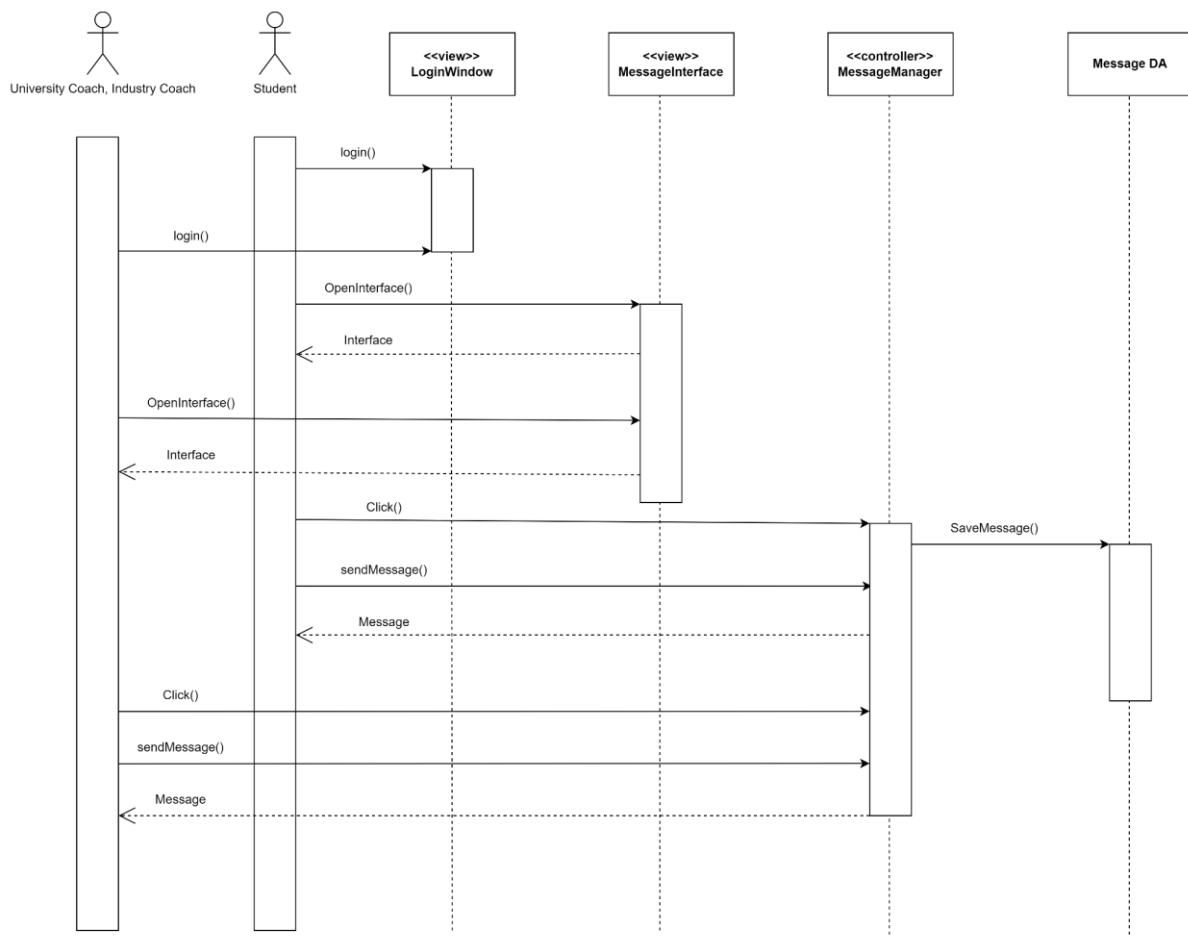 University Coach, Industry Coach
Student
<<view>>
LoginWindow
<<view>>
MessageInterface
<<controller>>
MessageManager
Message DA
login()
login()
OpenInterface()
Interface
OpenInterface()
Interface
Click()
SaveMessage()
sendMessage()
Message
Click()
sendMessage()
Message